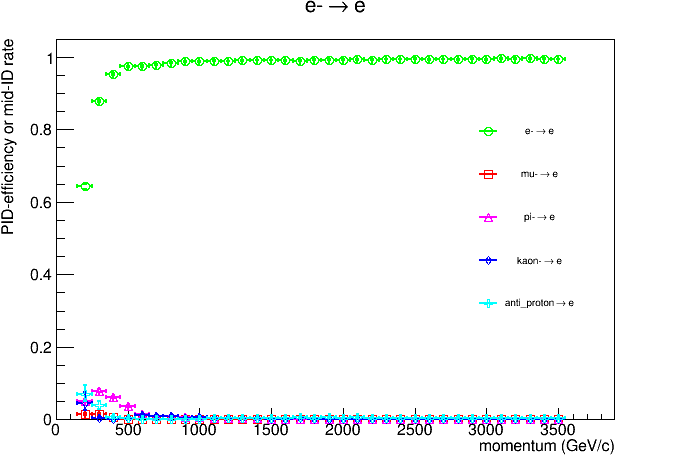 e- → e
PID-efficiency or mid-ID rate
1
0.8
0.6
0.4
0.2
0
e- → e
mu- → e
pi- → e
kaon- → e
anti_proton → e
0 500 1000 1500 2000 2500 3000 3500
momentum (GeV/c)